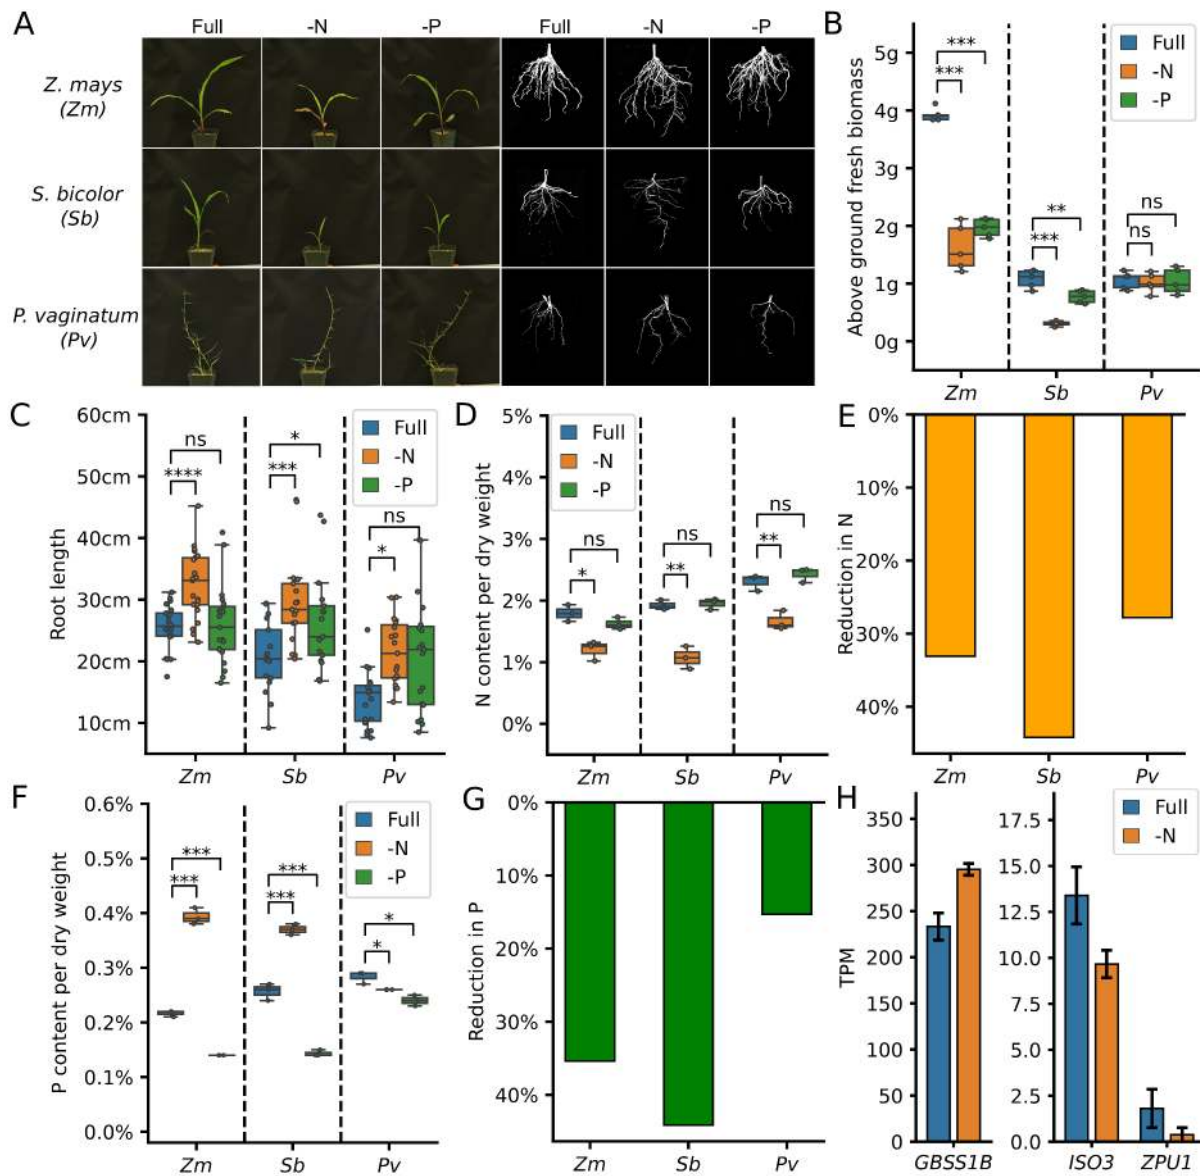 A
Full
-N
-P
Full
-N
-P
Z. mays
(Zm)
S. bicolor
(Sb)
P. vaginatum
(Pv)
B
Above ground fresh biomass
5g
4g
3g
2g
1g
0g
Full
-N
-P
***
***
**
***
ns
ns
Zm
Sb
Pv
C
Root length
60cm
50cm
40cm
30cm
20cm
10cm
Full
-N
-P
ns
****
*
***
ns
*
Zm
Sb
Pv
D
N content per dry weight
5%
4%
3%
2%
1%
0%
Full
-N
-P
ns
*
ns
**
ns
**
Zm
Sb
Pv
E
Reduction in N
0%
10%
20%
30%
40%
Zm
Sb
Pv
F
P content per dry weight
0.6%
0.5%
0.4%
0.3%
0.2%
0.1%
0.0%
Full
-N
-P
***
***
***
***
*
*
Zm
Sb
Pv
G
Reduction in P
0%
10%
20%
30%
40%
Zm
Sb
Pv
H
TPM
350
300
250
200
150
100
50
0
17.5
15.0
12.5
10.0
7.5
5.0
2.5
0.0
Full
-N
GBSS1B
ISO3
ZPU1